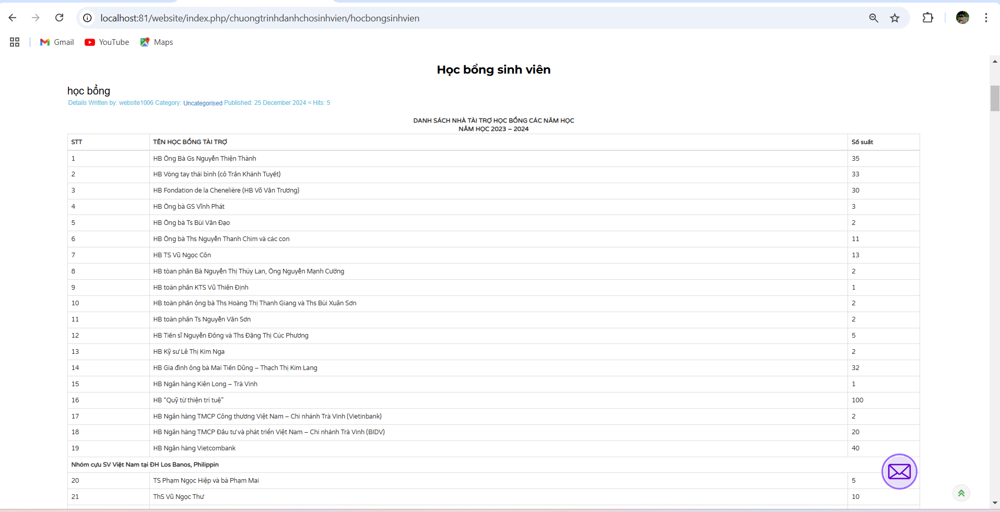 localhost:81/website/index.php/chuongtrinhdanhchosinhvien/hocbongsinhvien
Gmail YouTube Maps
Học bổng sinh viên
học bổng
Details Written by: website1006 Category: Uncategorised Published: 25 December 2024 < Hits: 5
DANH SÁCH NHÀ TÀI TRỢ HỌC BỔNG CÁC NĂM HỌC
NĂM HỌC 2023 – 2024
STT TÊN HỌC BỔNG TÀI TRỢ Số suất
1 HB Ông Bà Gs Nguyễn Thiện Thành 35
2 HB Vòng tay thái bình (cô Trần Khánh Tuyết) 33
3 HB Fondation de la Chenelière (HB Võ Văn Trương) 30
4 HB Ông bà GS Vĩnh Phát 3
5 HB Ông bà Ts Bùi Văn Đạo 2
6 HB Ông bà Ths Nguyễn Thanh Chim và các con 11
7 HB TS Vũ Ngọc Côn 13
8 HB tòan phần Bà Nguyễn Thị Thúy Lan, Ông Nguyễn Mạnh Cường 2
9 HB toàn phần KTS Vũ Thiên Định 1
10 HB toàn phần ông bà Ths Hoàng Thị Thanh Giang và Ths Bùi Xuân Sơn 2
11 HB toàn phần Ts Nguyễn Văn Sơn 2
12 HB Tiến sĩ Nguyễn Đồng và Ths Đặng Thị Cúc Phương 5
13 HB Kỹ sư Lê Thị Kim Nga 2
14 HB Gia đình ông bà Mai Tiến Dũng – Thạch Thị Kim Lang 32
15 HB Ngân hàng Kiên Long – Trà Vinh 1
16 HB “Quỹ từ thiện trí tuệ” 100
17 HB Ngân hàng TMCP Công thương Việt Nam – Chi nhánh Trà Vinh (Vietinbank) 2
18 HB Ngân hàng TMCP Đầu tư và phát triển Việt Nam – Chi nhánh Trà Vinh (BIDV) 20
19 HB Ngân hàng Vietcombank 40
Nhóm cựu SV Việt Nam tại ĐH Los Banos, Philippin
20 TS Phạm Ngọc Hiệp và bà Phạm Mai 5
21 ThS Vũ Ngọc Thư 10